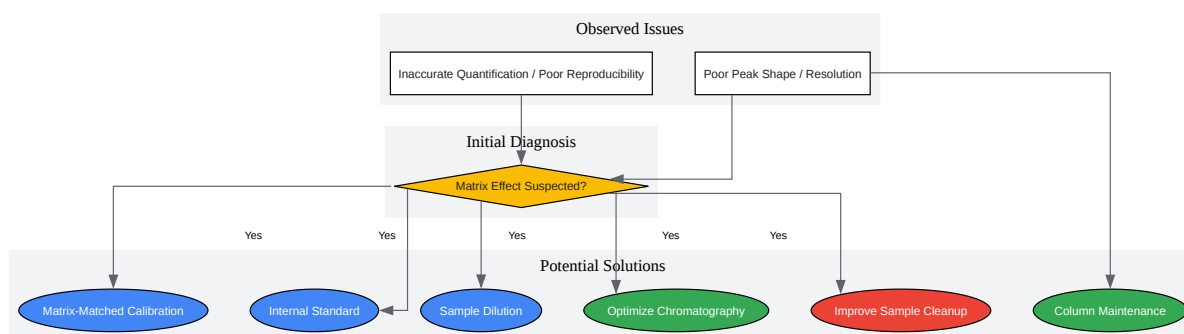 Observed Issues
Inaccurate Quantification / Poor Reproducibility
Poor Peak Shape / Resolution
Initial Diagnosis
Matrix Effect Suspected?
Yes
Yes
Yes
Yes
Yes
Potential Solutions
Matrix-Matched Calibration
Internal Standard
Sample Dilution
Optimize Chromatography
Improve Sample Cleanup
Column Maintenance